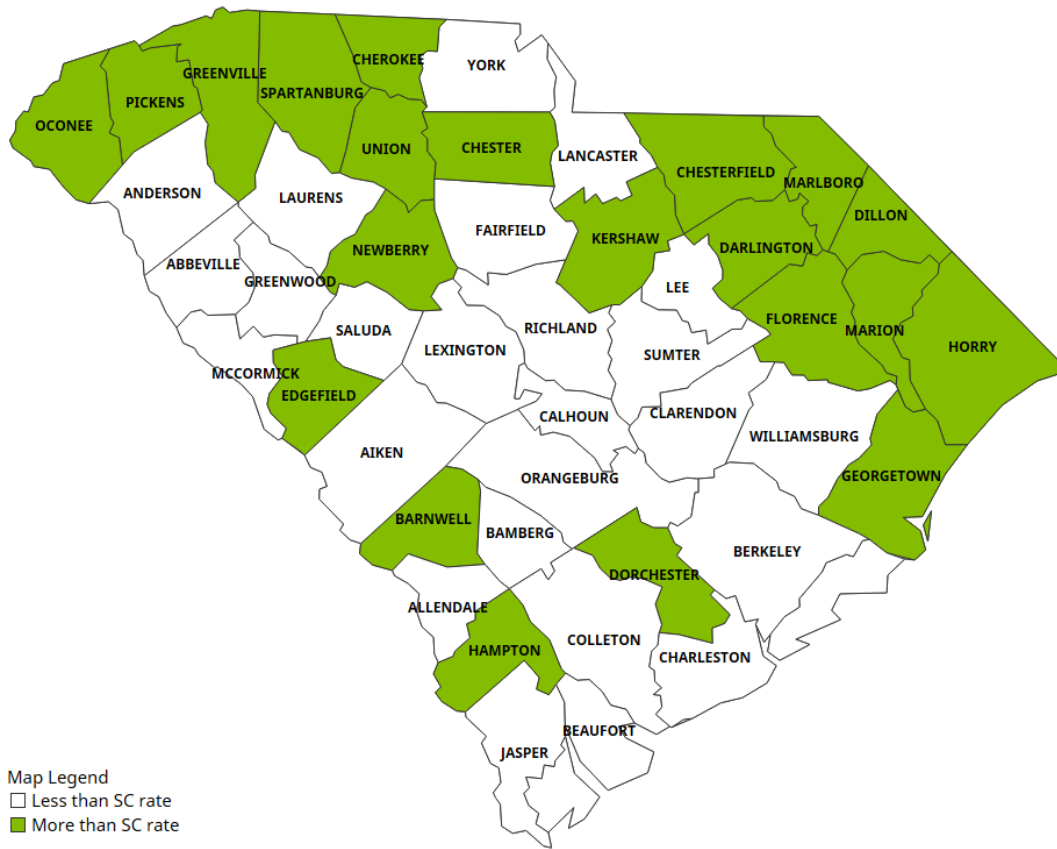 CHEROKEE
YORK
GREENVILLE
SPARTANBURG
PICKENS
OCONEE
UNION
CHESTER
LANCASTER
CHESTERFIELD
MARLBORO
ANDERSON
LAURENS
DILLON
FAIRFIELD
KERSHAW
NEWBERRY
DARLINGTON
ABBEVILLE
GREENWOOD
LEE
FLORENCE
SALUDA
RICHLAND
MARION
LEXINGTON
SUMTER
HORRY
MCCORMICK
EDGEFIELD
CALHOUN
CLARENDON
WILLIAMSBURG
AIKEN
ORANGEBURG
GEORGETOWN
BARNWELL
BAMBERG
BERKELEY
DORCHESTER
ALLENDALE
COLLETON
HAMPTON
CHARLESTON
BEAUFORT
JASPER
Map Legend
Less than SC rate
More than SC rate